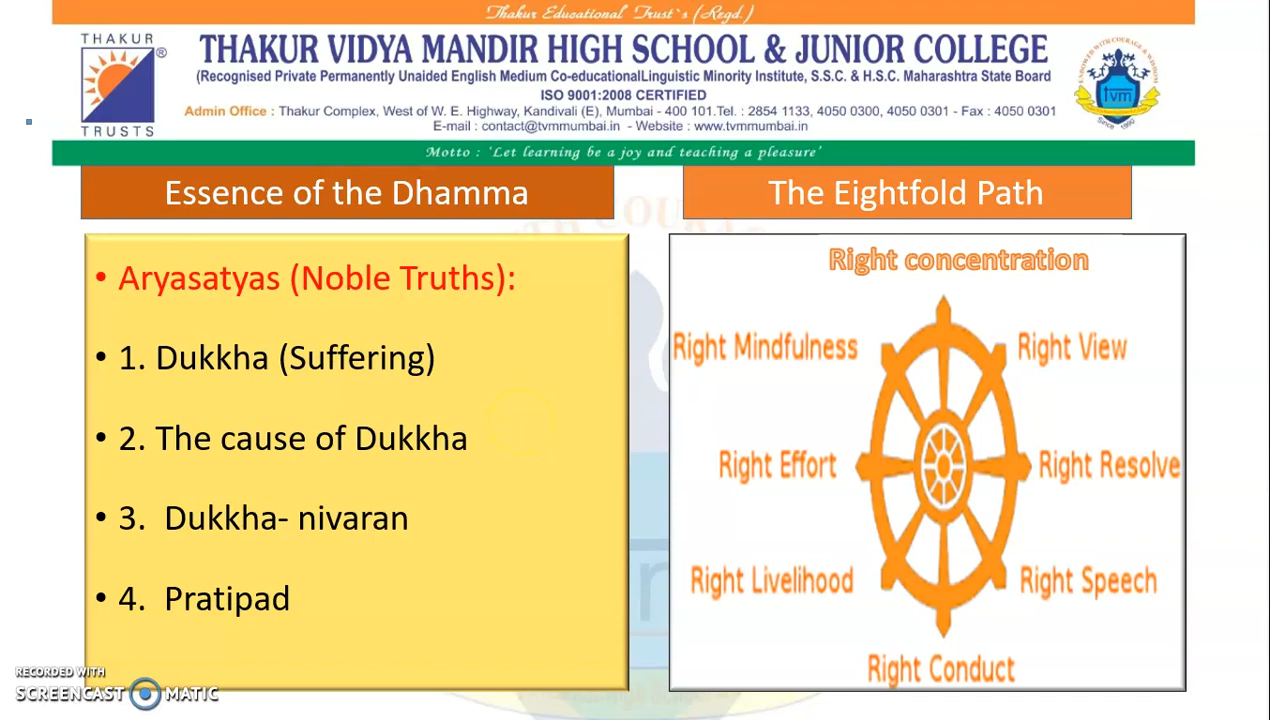 Thakur Educational Trust`s (Regd.)
THAKUR
TRUSTS
THAKUR VIDYA MANDIR HIGH SCHOOL & JUNIOR COLLEGE
(Recognised Private Permanently Unaided English Medium Co-educationalLinguistic Minority Institute, S.S.C. & H.S.C. Maharashtra State Board
ISO 9001:2008 CERTIFIED
Admin Office : Thakur Complex, West of W. E. Highway, Kandivali (E), Mumbai - 400 101.Tel. : 2854 1133, 4050 0300, 4050 0301 - Fax : 4050 0301
E-mail : contact@tvmmumbai.in - Website : www.tvmmumbai.in
tvm
Since 1990
Motto : 'Let learning be a joy and teaching a pleasure'
Essence of the Dhamma
• Aryasatyas (Noble Truths):
• 1. Dukkha (Suffering)
• 2. The cause of Dukkha
• 3. Dukkha- nivaran
• 4. Pratipad
The Eightfold Path
Right concentration
Right Mindfulness
Right View
Right Effort
Right Resolve
Right Livelihood
Right Speech
Right Conduct
RECORDED WITH
SCREENCAST MATIC